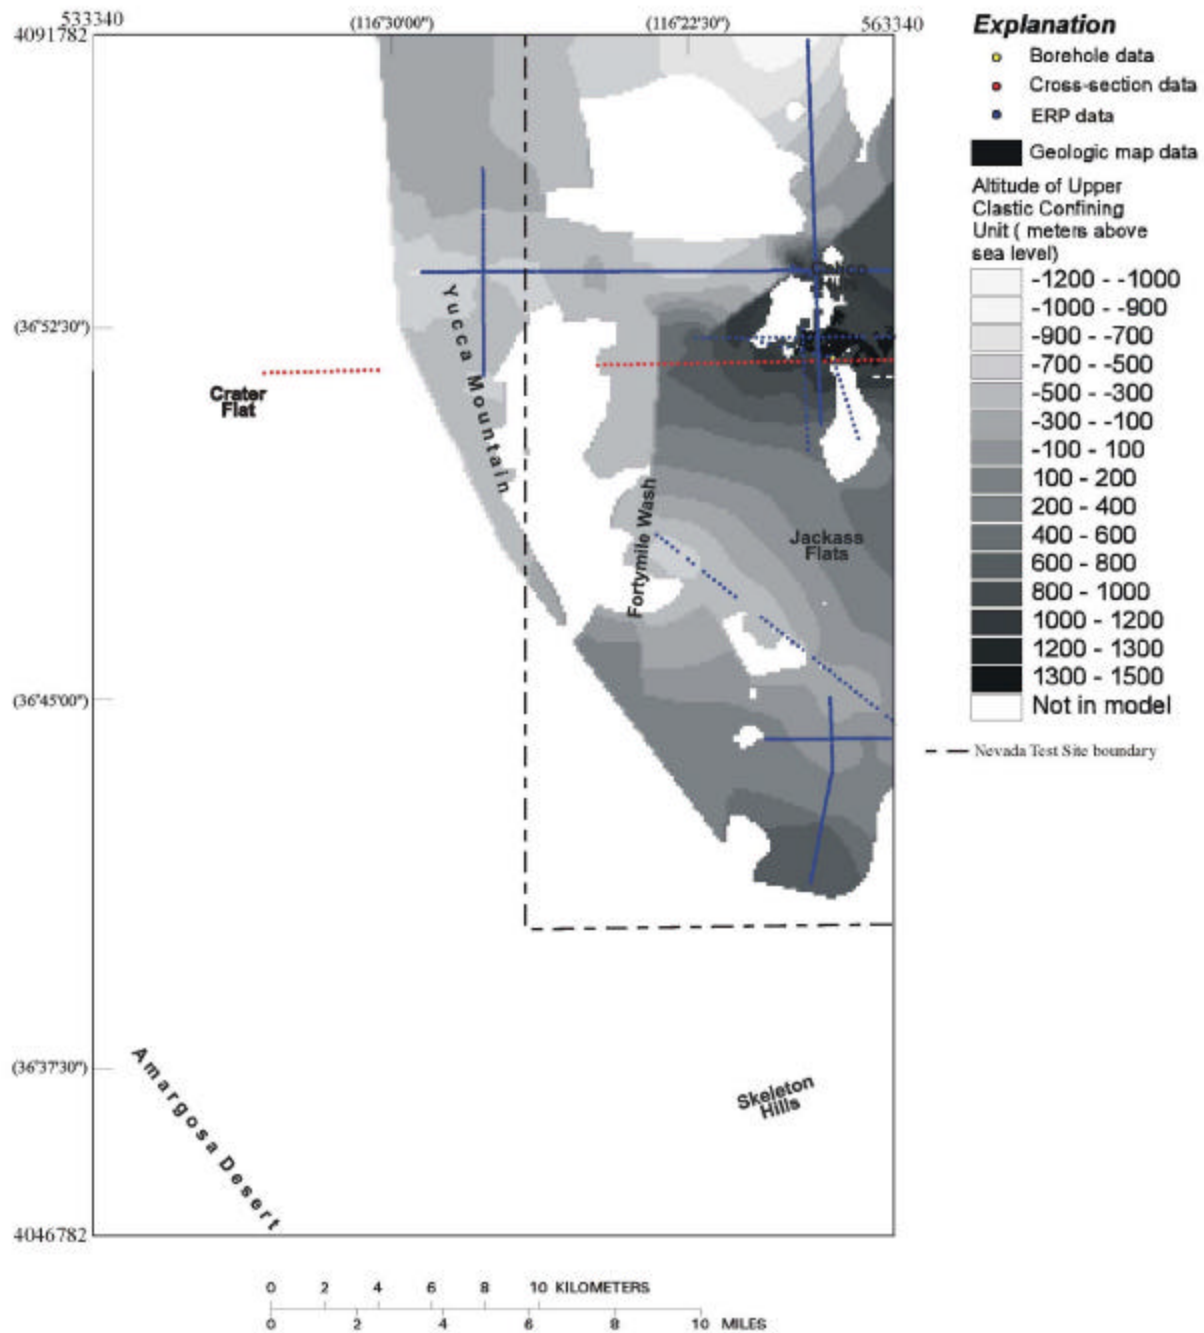 533340
(116°30'00")
(116°22'30")
563340
4091782
Explanation
Borehole data
Cross-section data
ERP data
Geologic map data
Altitude of Upper
Clastic Confining
Unit ( meters above
sea level)
-1200 - -1000
-1000 - -900
-900 - -700
-700 - -500
-500 - -300
-300 - -100
-100 - 100
100 - 200
200 - 400
400 - 600
600 - 800
800 - 1000
1000 - 1200
1200 - 1300
1300 - 1500
Not in model
Nevada Test Site boundary
Calico
Hills
(36°52'30")
Yucca Mountain
Crater
Flat
Fortymile Wash
Jackass
Flats
(36°45'00")
(36°37'30")
Amargosa Desert
Skeleton
Hills
4046782
0 2 4 6 8 10 KILOMETERS
0 2 4 6 8 10 MILES